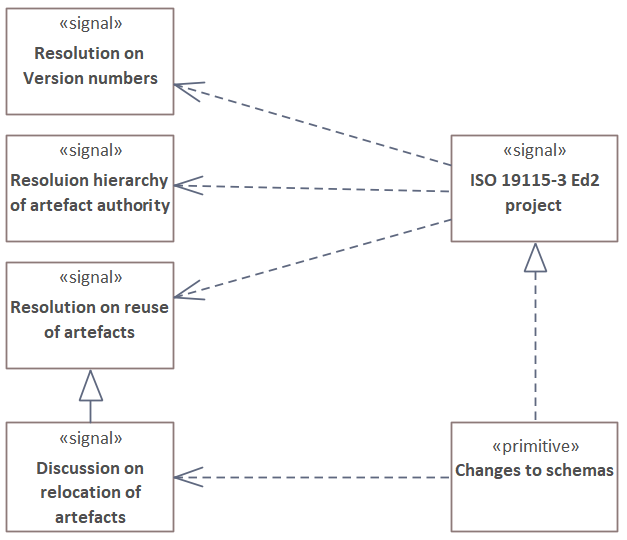 «signal»
Resolution on
Version numbers
«signal»
Resoluion hierarchy
of artefact authority
«signal»
ISO 19115-3 Ed2
project
«signal»
Resolution on reuse
of artefacts
«signal»
Discussion on
relocation of
artefacts
«primitive»
Changes to schemas